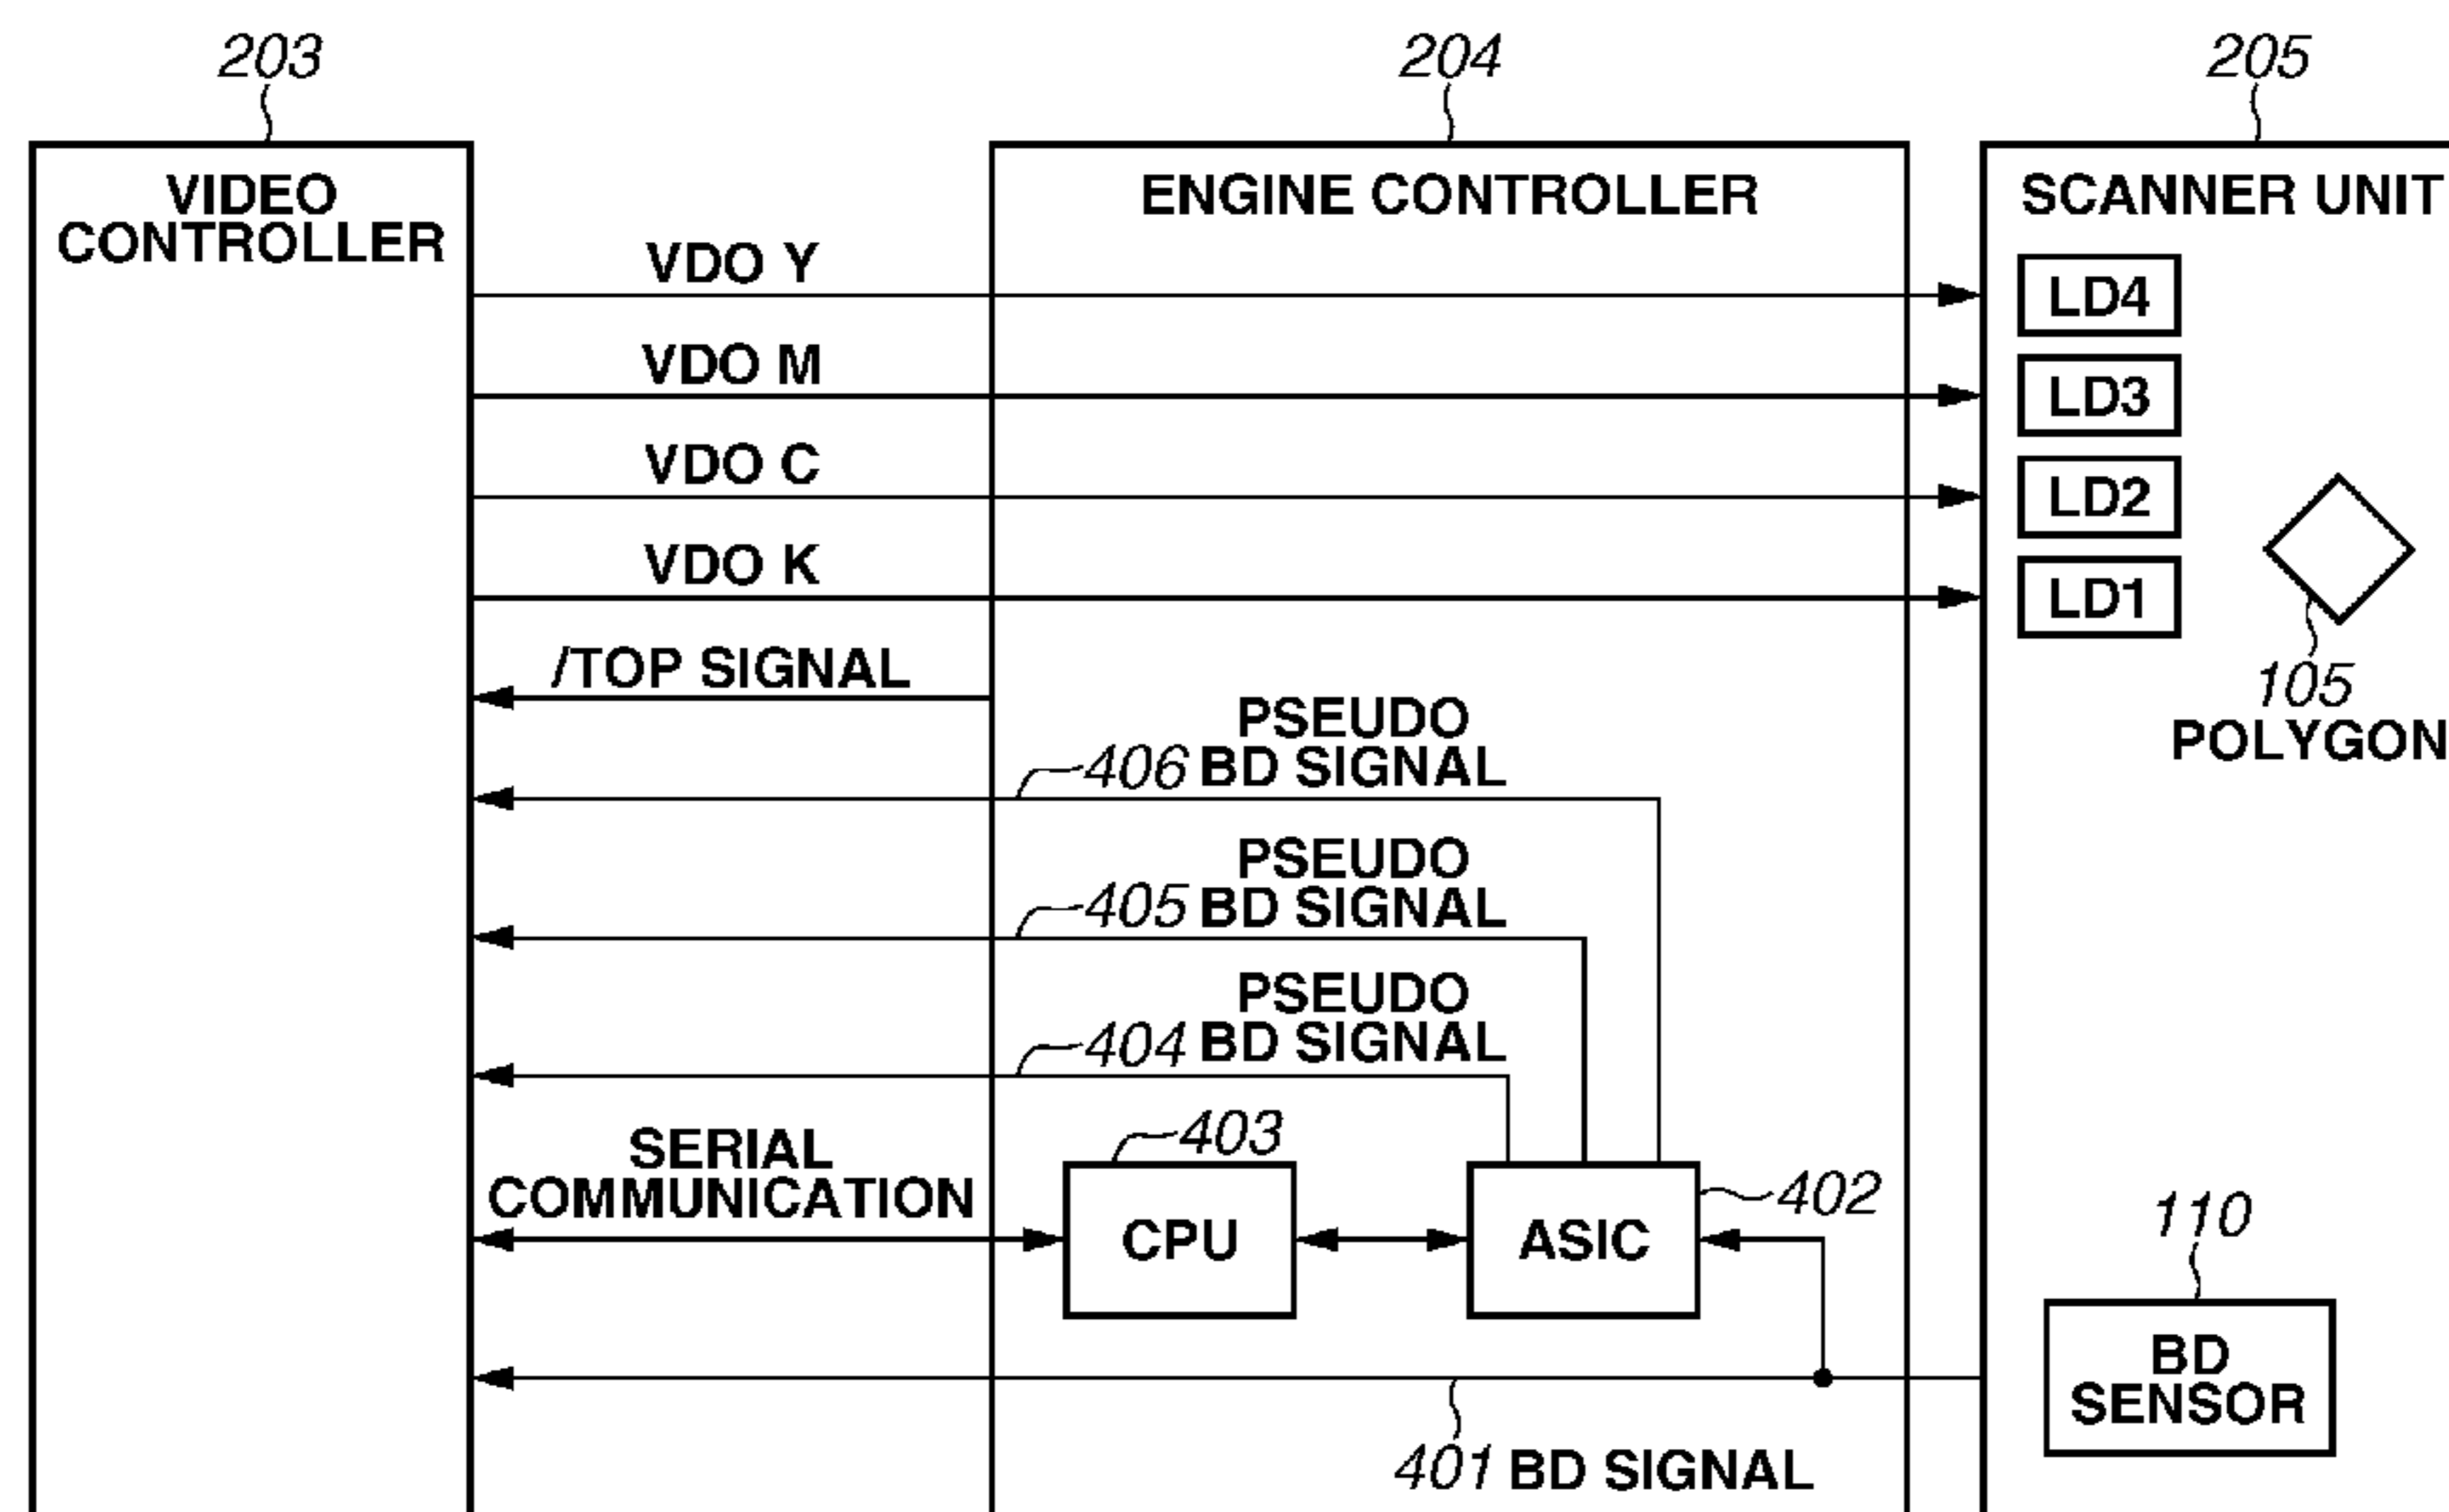 203
204
205
VIDEO
CONTROLLER
ENGINE CONTROLLER
SCANNER UNIT
VDO Y
LD4
VDO M
LD3
VDO C
LD2
VDO K
LD1
105
POLYGON
/TOP SIGNAL
PSEUDO
406 BD SIGNAL
PSEUDO
405 BD SIGNAL
PSEUDO
404 BD SIGNAL
SERIAL
COMMUNICATION
403
CPU
ASIC
402
110
BD
SENSOR
401 BD SIGNAL